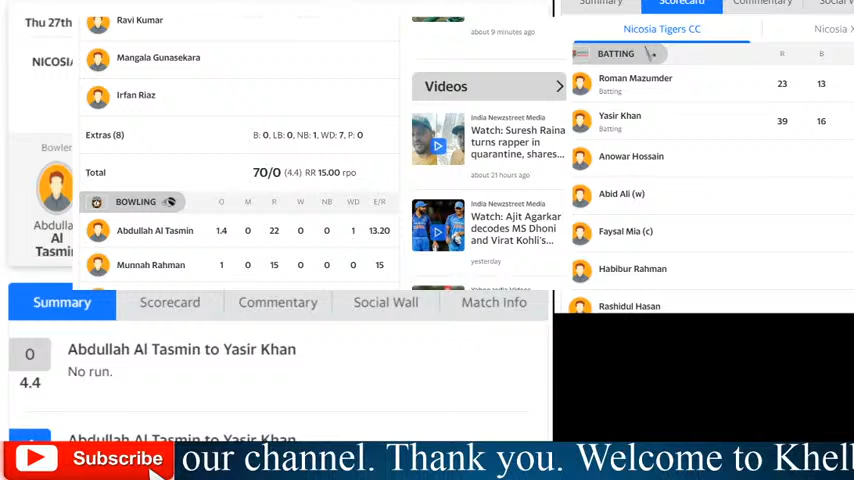 Thu 27th
NICOSIA
Bowler
Abdulla
Al
Tasmin
Ravi Kumar
Mangala Gunasekara
Irfan Riaz
Extras (8) B: 0, LB: 0, NB: 1, WD: 7, P: 0
Total 70/0 (4.4) RR 15.00 rpo
BOWLING O M R W NB WD E/R
Abdullah Al Tasmin 1.4 0 22 0 0 1 13.20
Munnah Rahman 1 0 15 0 0 0 15
about 9 minutes ago
Videos
India Newzstreet Media
Watch: Suresh Raina
turns rapper in
quarantine, shares...
about 21 hours ago
India Newzstreet Media
Watch: Ajit Agarkar
decodes MS Dhoni
and Virat Kohli's...
yesterday
Summary Scorecard Commentary
Nicosia Tigers CC Nicosia X
BATTING R B
Roman Mazumder 23 13
Batting
Yasir Khan 39 16
Batting
Anowar Hossain
Abid Ali (w)
Faysal Mia (c)
Habibur Rahman
Rashidul Hasan
Summary Scorecard Commentary Social Wall Match Info
0 Abdullah Al Tasmin to Yasir Khan
4.4 No run.
Abdullah Al Tasmin to Yasir Khan
Subscribe our channel. Thank you. Welcome to Khelb